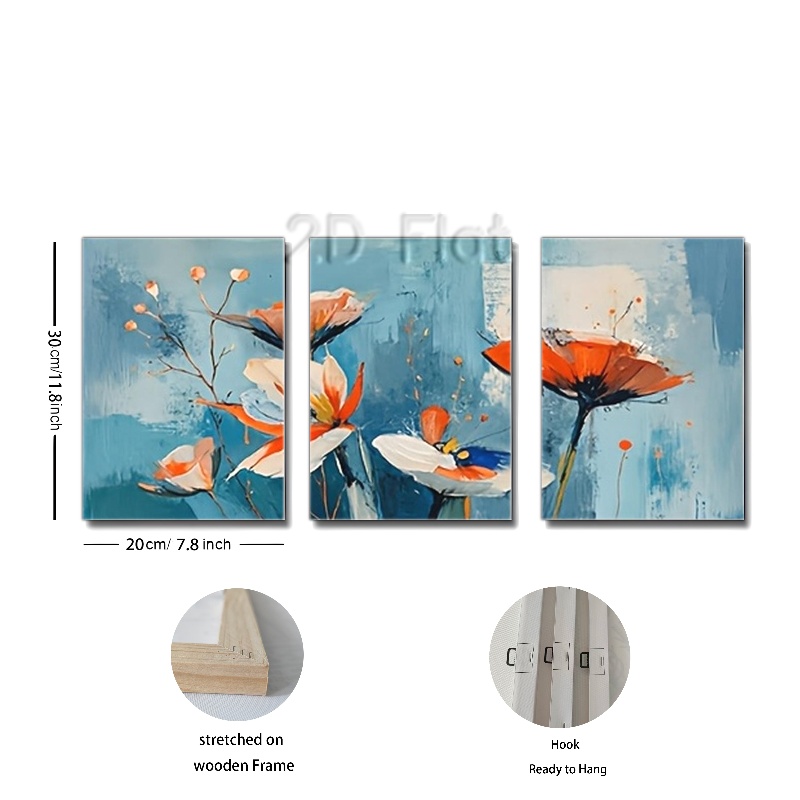 2D Flat
30cm/11.8inch
20cm/ 7.8 inch
stretched on
wooden Frame
Hook
Ready to Hang